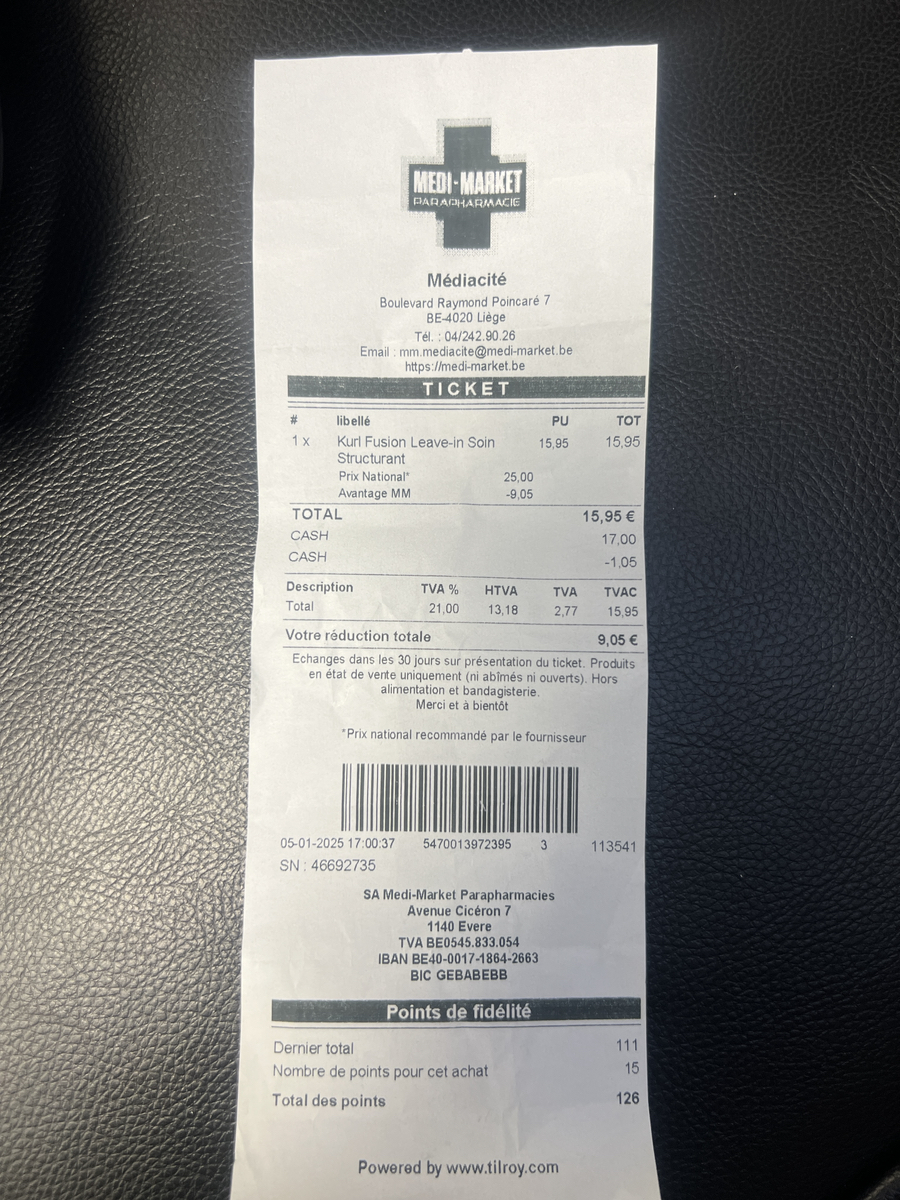 MEDI-MARKET
PARAPHARMACIE
Médiacité
Boulevard Raymond Poincaré 7
BE-4020 Liège
Tél. : 04/242.90.26
Email : mm.mediacite@medi-market.be
https://medi-market.be
TICKET
# libellé PU TOT
1 x Kurl Fusion Leave-in Soin 15,95 15,95
Structurant
Prix National* 25,00
Avantage MM -9,05
TOTAL 15,95 €
CASH 17,00
CASH -1,05
Description TVA % HTVA TVA TVAC
Total 21,00 13,18 2,77 15,95
Votre réduction totale 9,05 €
Echanges dans les 30 jours sur présentation du ticket. Produits
en état de vente uniquement (ni abîmés ni ouverts). Hors
alimentation et bandagisterie.
Merci et à bientôt
*Prix national recommandé par le fournisseur
05-01-2025 17:00:37 5470013972395 3 113541
SN : 46692735
SA Medi-Market Parapharmacies
Avenue Cicéron 7
1140 Evere
TVA BE0545.833.054
IBAN BE40-0017-1864-2663
BIC GEBABEBB
Points de fidélité
Dernier total 111
Nombre de points pour cet achat 15
Total des points 126
Powered by www.tilroy.com